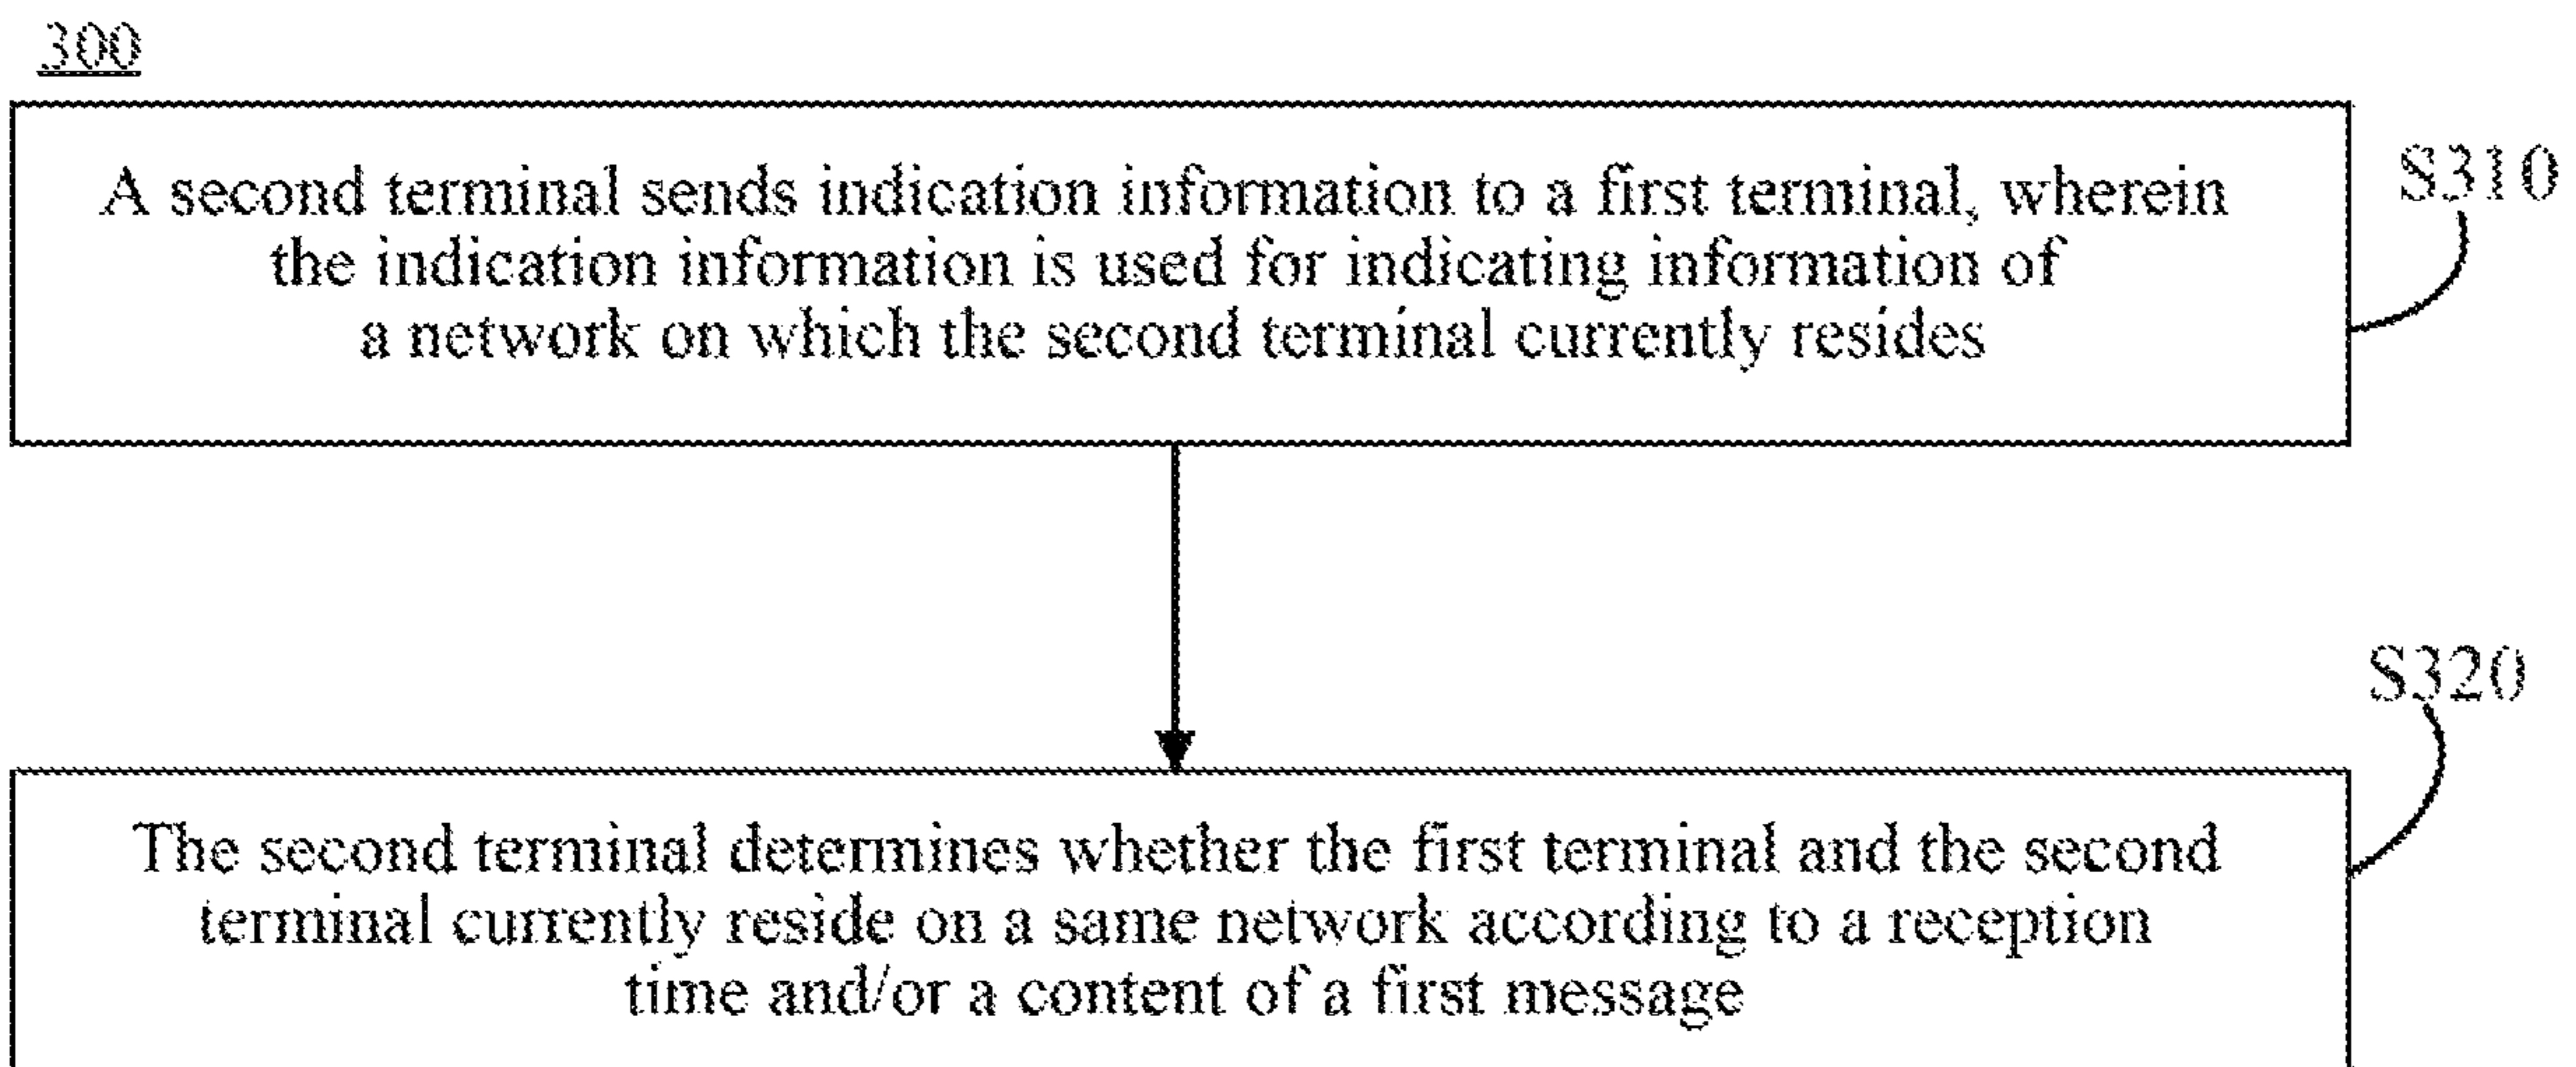 300
A second terminal sends indication information to a first terminal, wherein
S310
the indication information is used for indicating information of
a network on which the second terminal currently resides
S320
The second terminal determines whether the first terminal and the second
terminal currently reside on a same network according to a reception
time and/or a content of a first message